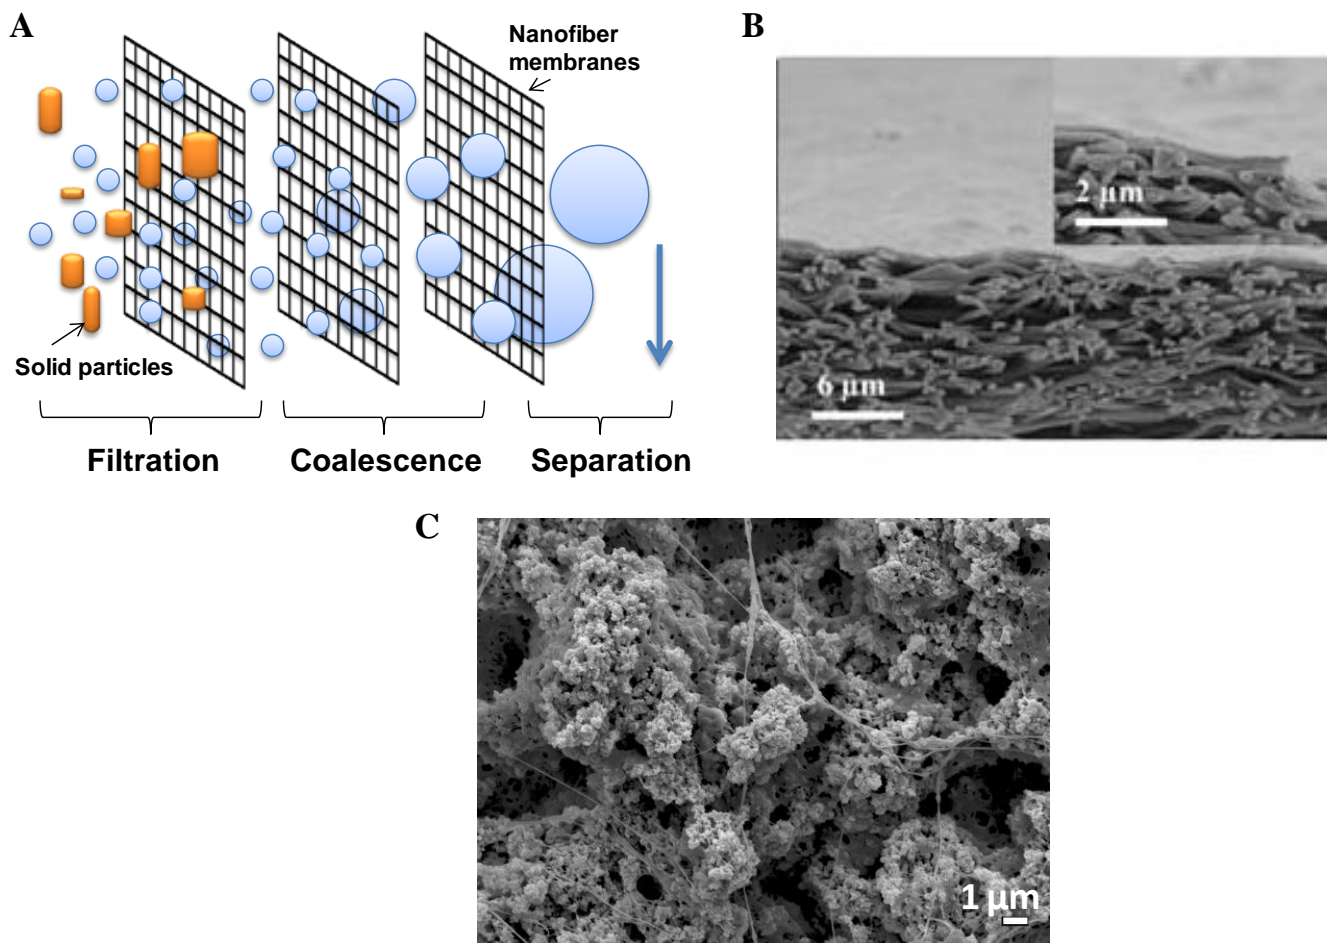 A
Nanofiber
membranes
Solid particles
Filtration
Coalescence
Separation
B
2 µm
6 µm
C
1 µm